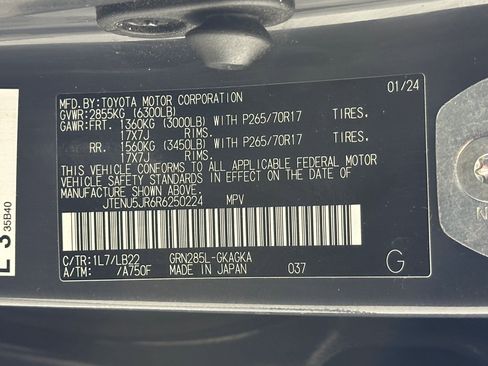 MFD. BY: TOYOTA MOTOR CORPORATION 01/24
GVWR: 2855KG (6300LB)
GAWR: FRT. 1360KG (3000LB) WITH P265/70R17 TIRES.
17X7J RIMS.
RR. 1560KG (3450LB) WITH P265/70R17 TIRES.
17X7J RIMS.
THIS VEHICLE CONFORMS TO ALL APPLICABLE FEDERAL MOTOR
VEHICLE SAFETY STANDARDS IN EFFECT ON THE DATE OF
MANUFACTURE SHOWN ABOVE.
JTENU5JR6R6250224 MPV
C/TR: 1L7/LB22 GRN285L-GKAGKA
A/TM: /A750F MADE IN JAPAN 037 G
35B40